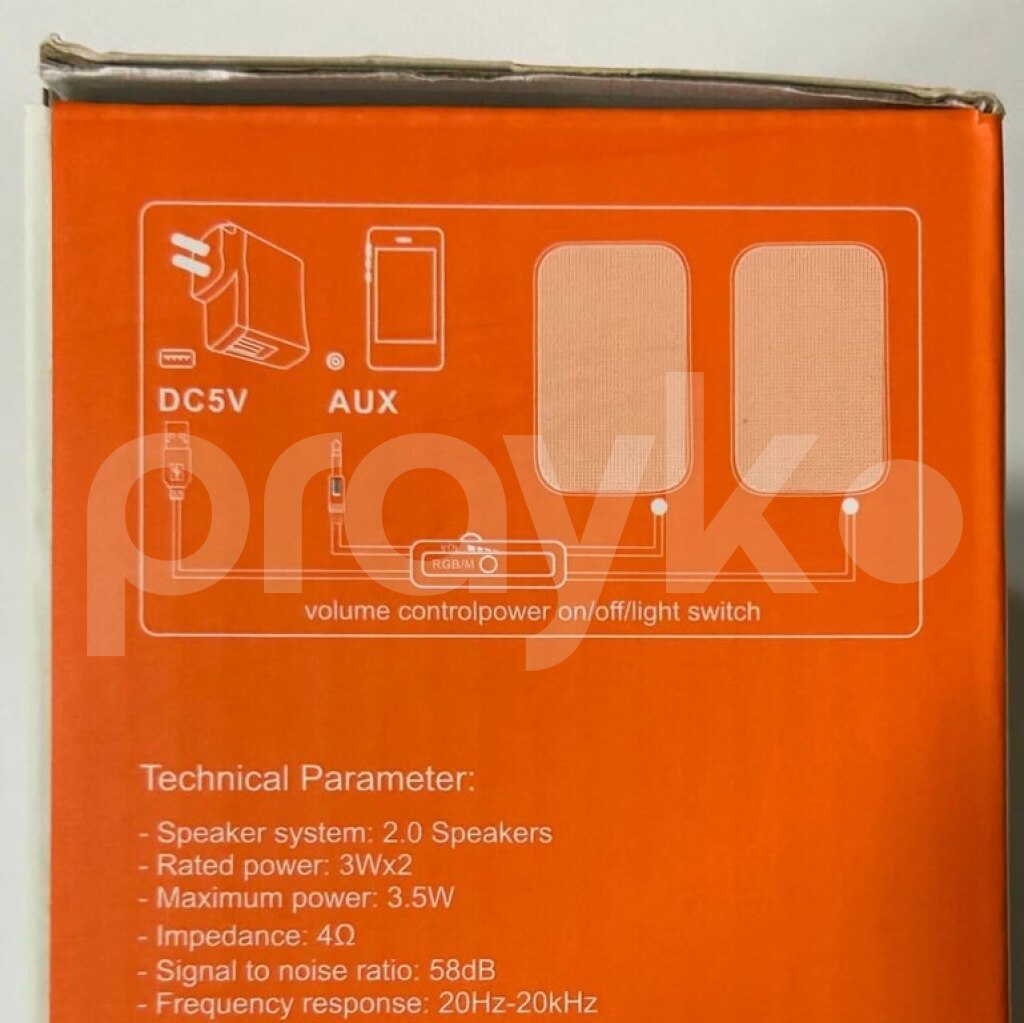 DC5V
AUX
VOL
RGB/M
volume controlpower on/off/light switch
prayko
Technical Parameter:
- Speaker system: 2.0 Speakers
- Rated power: 3Wx2
- Maximum power: 3.5W
- Impedance: 4Ω
- Signal to noise ratio: 58dB
- Frequency response: 20Hz-20kHz